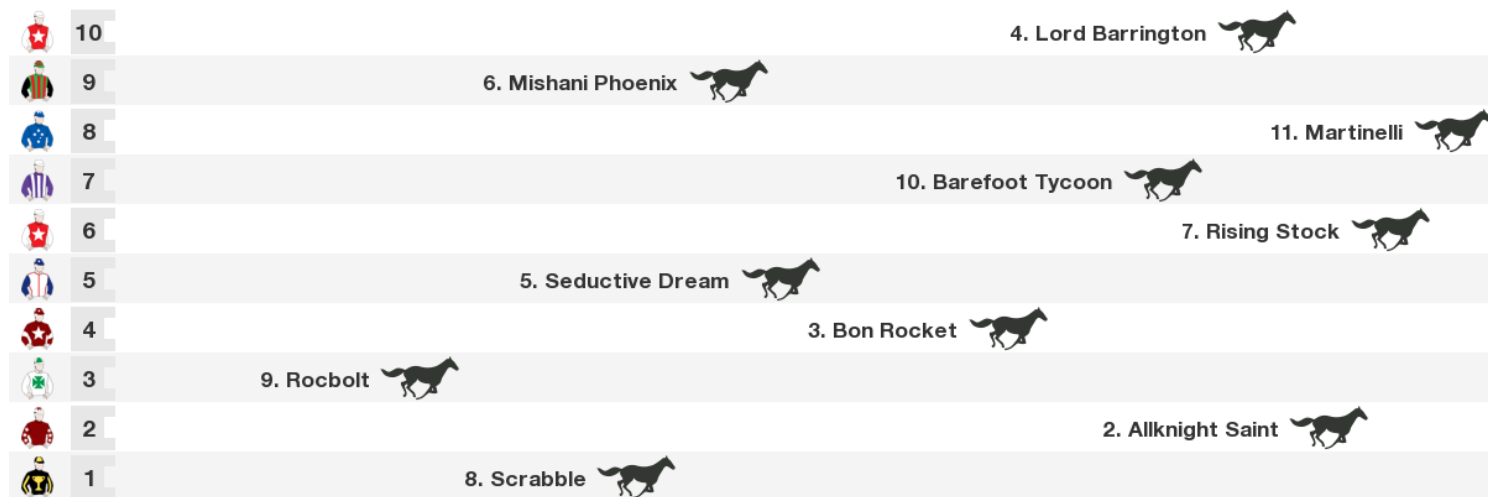 10 4. Lord Barrington
9 6. Mishani Phoenix
8 11. Martinelli
7 10. Barefoot Tycoon
6 7. Rising Stock
5 5. Seductive Dream
4 3. Bon Rocket
3 9. Rocbolt
2 2. Allknight Saint
1 8. Scrabble